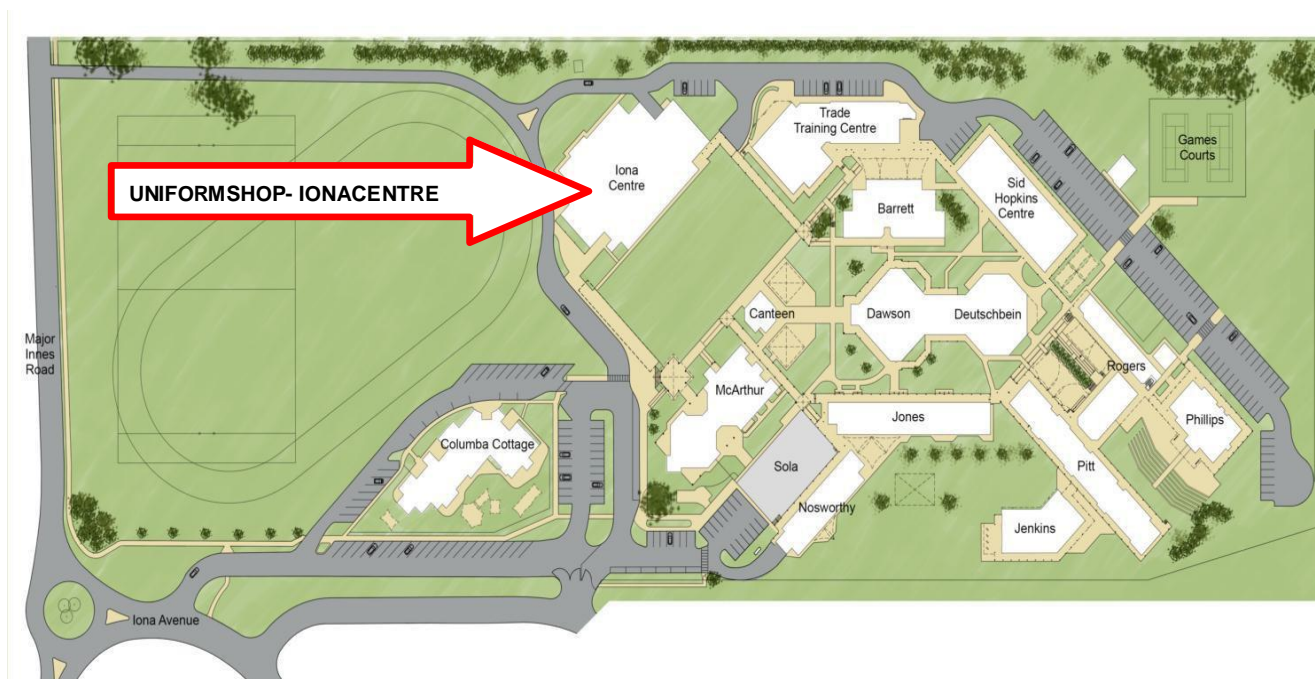 Trade
Training Centre
Games
Courts
Iona
Centre
UNIFORMSHOP- IONACENTRE
Sid
Hopkins
Centre
Barrett
Canteen
Dawson
Deutschbein
Major
Innes
Road
Rogers
McArthur
Jones
Phillips
Columba Cottage
Sola
Pitt
Nosworthy
Jenkins
Iona Avenue